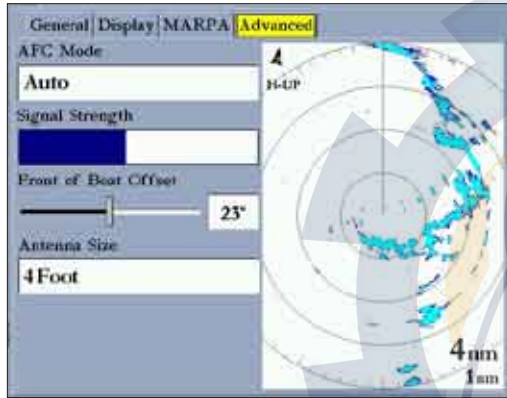 General Display MARPA Advanced
AFC Mode
Auto
Signal Strength
Front of Boat Offset
23°
Antenna Size
4 Foot
H-UP
4nm
1nm